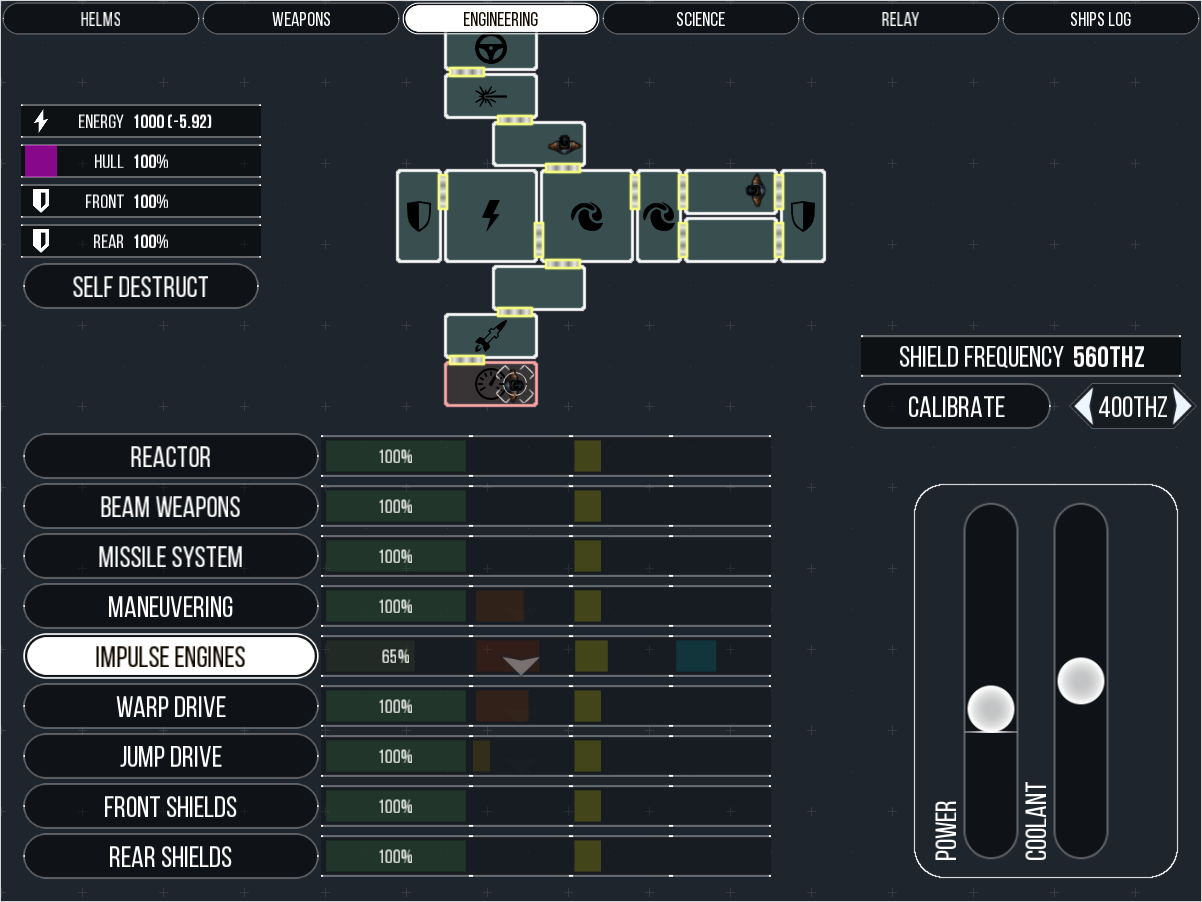 HELMS
WEAPONS
ENGINEERING
SCIENCE
RELAY
SHIPS LOG
ENERGY 1000 (-5.92)
HULL 100%
FRONT 100%
REAR 100%
SELF DESTRUCT
SHIELD FREQUENCY 560THZ
CALIBRATE
400THZ
REACTOR 100%
BEAM WEAPONS 100%
MISSILE SYSTEM 100%
MANEUVERING 100%
IMPULSE ENGINES 65%
WARP DRIVE 100%
JUMP DRIVE 100%
FRONT SHIELDS 100%
REAR SHIELDS 100%
POWER
COOLANT